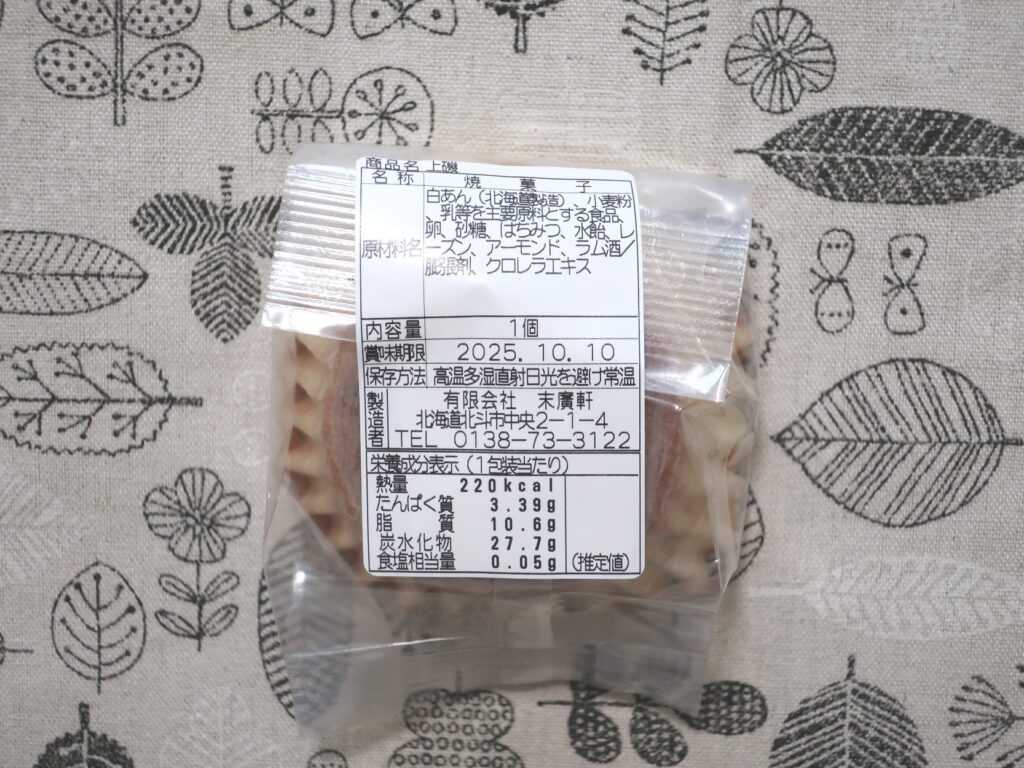 商品名 上磯
名称 焼菓子
白あん（北海道製造）、小麦粉
、乳等を主要原料とする食品、
卵、砂糖、はちみつ、水飴、レ
原材料名 ーズン、アーモンド、ラム酒／
膨張剤、クロレラエキス
内容量 1個
賞味期限 2025.10.10
保存方法 高温多湿直射日光を避け常温
製造者 有限会社 末廣軒
北海道北斗市中央2-1-4
TEL 0138-73-3122
栄養成分表示（1包装当たり）
熱量 220kcal
たんぱく質 3.39g
脂質 10.6g
炭水化物 27.7g
食塩相当量 0.05g （推定値）